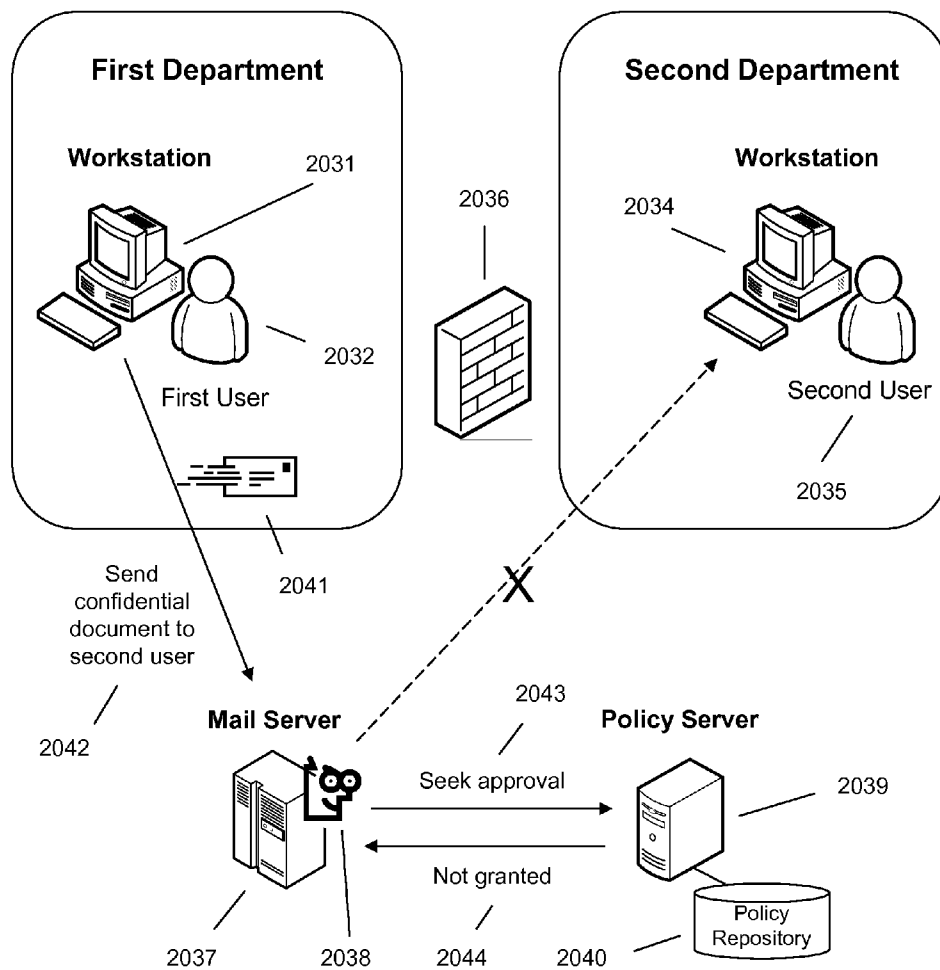 First Department
Second Department
Workstation
Workstation
2031
2036
2034
2032
First User
Second User
2035
2041
Send
confidential
document to
second user
2042
Mail Server
2043
Policy Server
Seek approval
2039
Not granted
Policy
Repository
2037
2038
2044
2040